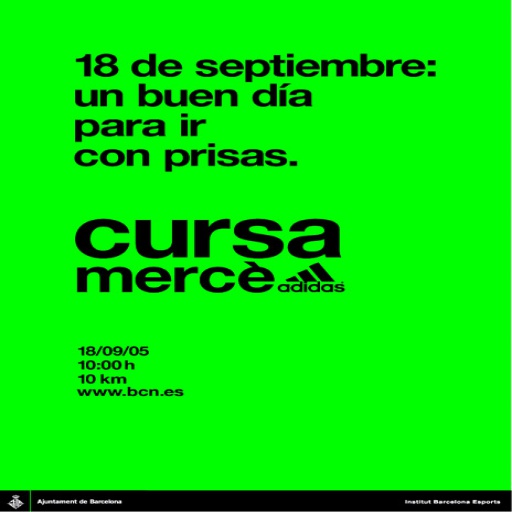 18 de septiembre:
un buen día
para ir
con prisas.
cursa
mercè adidas
18/09/05
10:00 h
10 km
www.bcn.es
Ajuntament de Barcelona
Institut Barcelona Esports